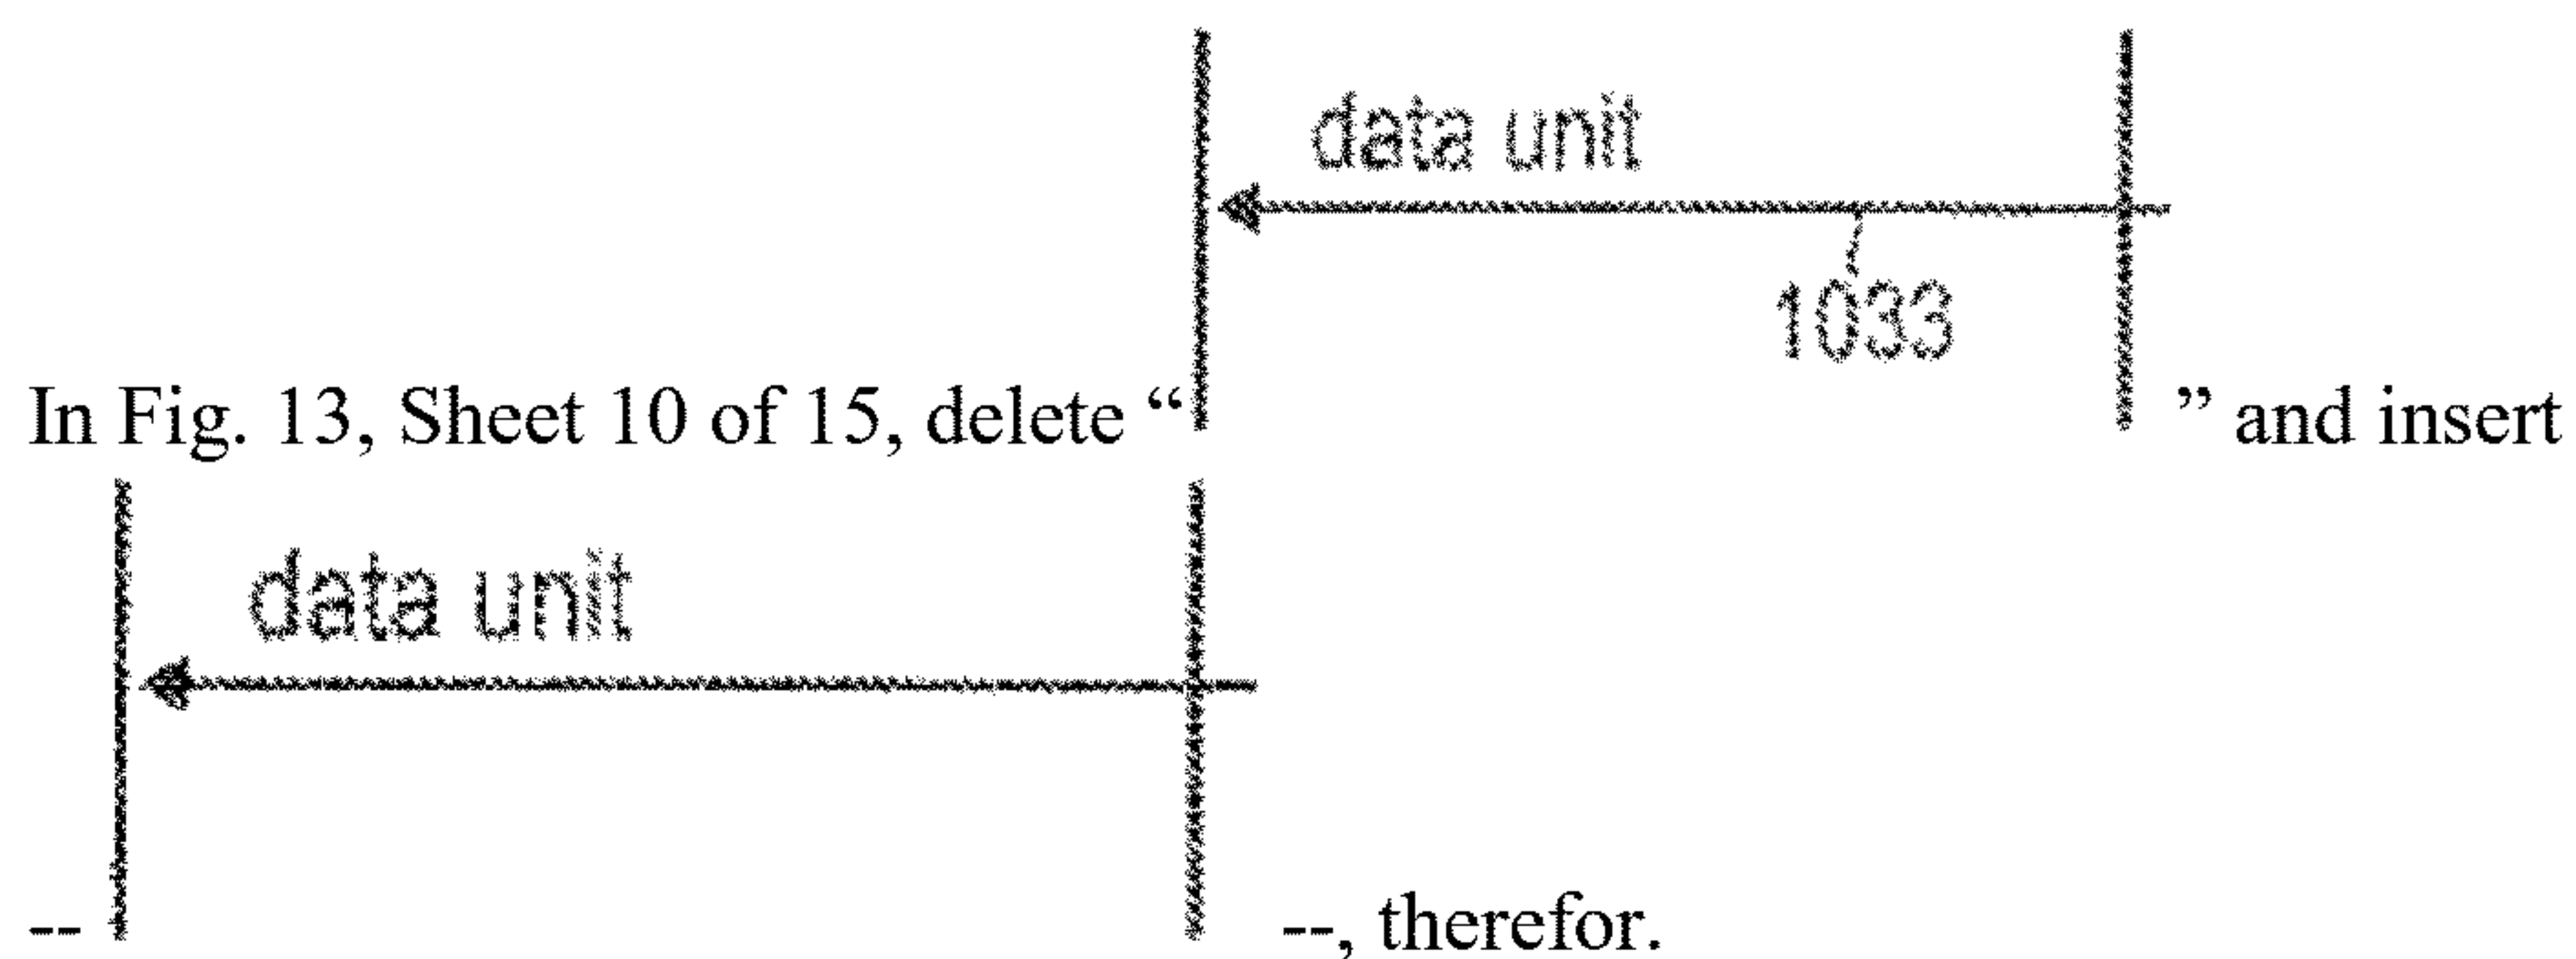 data unit
1033
In Fig. 13, Sheet 10 of 15, delete “ ” and insert
data unit
-- --, therefor.